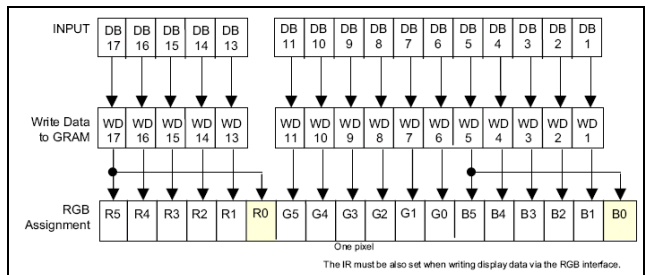 INPUT DB DB DB DB DB DB DB DB DB DB DB DB DB DB DB DB
17 16 15 14 13 11 10 9 8 7 6 5 4 3 2 1
Write Data WD WD WD WD WD WD WD WD WD WD WD WD WD WD WD WD
to GRAM 17 16 15 14 13 11 10 9 8 7 6 5 4 3 2 1
RGB
Assignment R5 R4 R3 R2 R1 R0 G5 G4 G3 G2 G1 G0 B5 B4 B3 B2 B1 B0
One pixel
The IR must be also set when writing display data via the RGB interface.